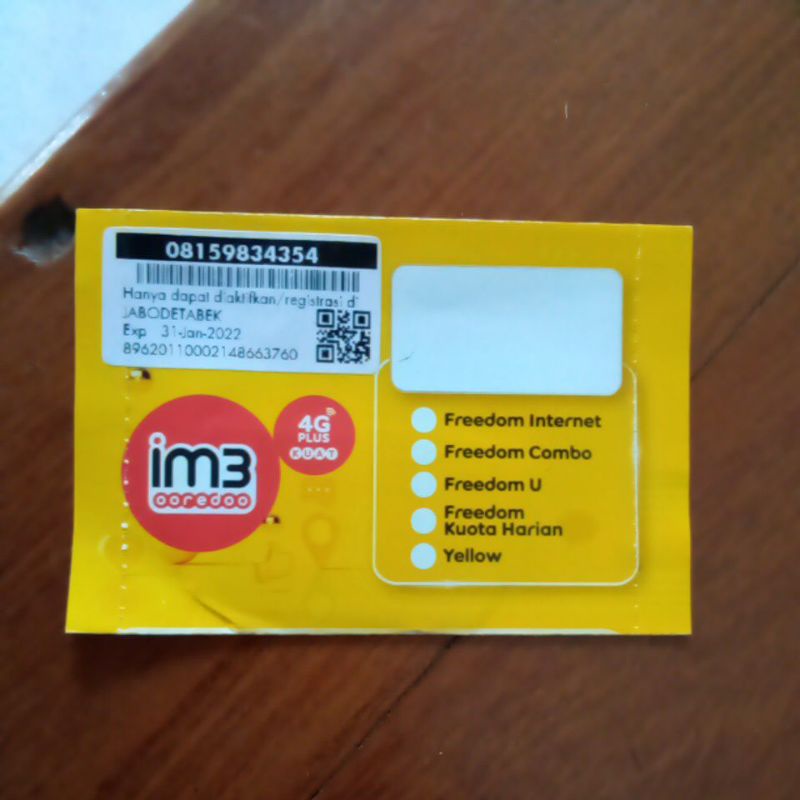 08159834354
Hanya dapat diaktifkan/registrasi di
JABODETABEK
Exp 31-Jan-2022
89620110002148663760
im3
ooredoo
4G
PLUS
KUAT
Freedom Internet
Freedom Combo
Freedom U
Freedom
Kuota Harian
Yellow